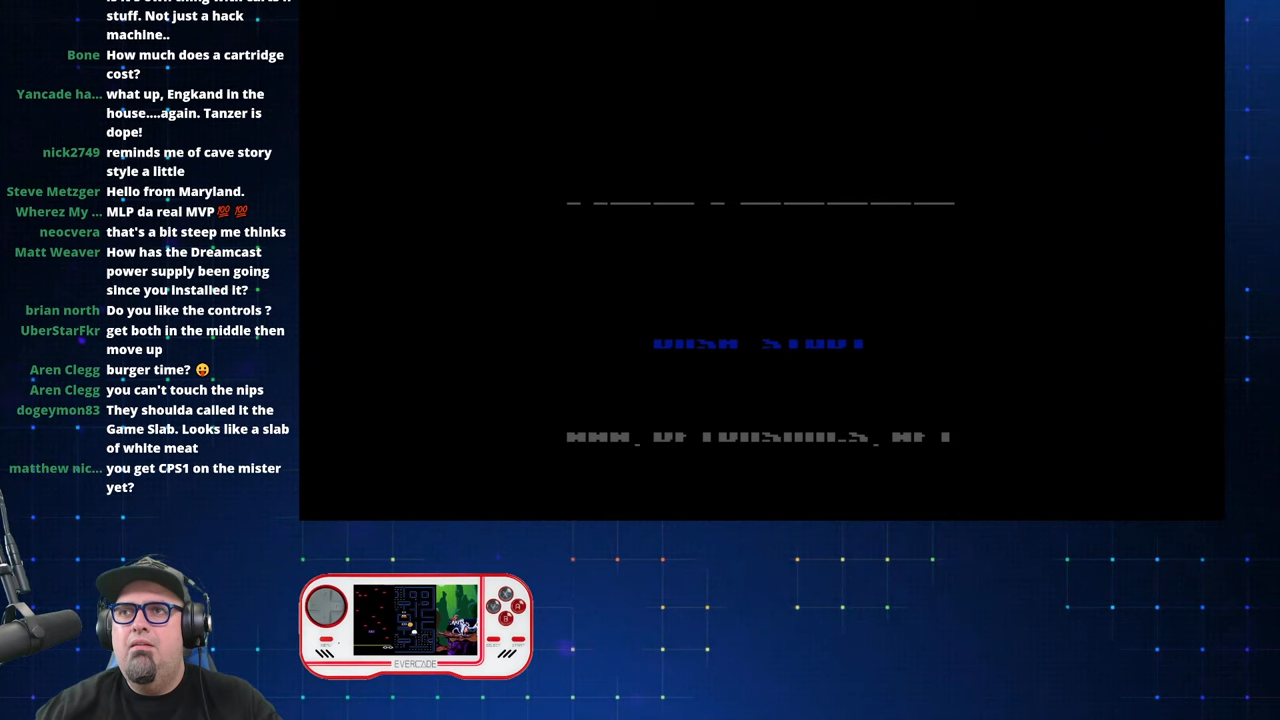 stuff. Not just a hack
machine..
Bone How much does a cartridge
cost?
Yancade ha... what up, Engkand in the
house....again. Tanzer is
dope!
nick2749 reminds me of cave story
style a little
Steve Metzger Hello from Maryland.
Wherez My ... MLP da real MVP💯 💯
neocvera that's a bit steep me thinks
Matt Weaver How has the Dreamcast
power supply been going
since you installed it?
brian north Do you like the controls ?
UberStarFkr get both in the middle then
move up
Aren Clegg burger time? 😛
Aren Clegg you can't touch the nips
dogeymon83 They shoulda called it the
Game Slab. Looks like a slab
of white meat
matthew nic... you get CPS1 on the mister
yet?
EVERCADE